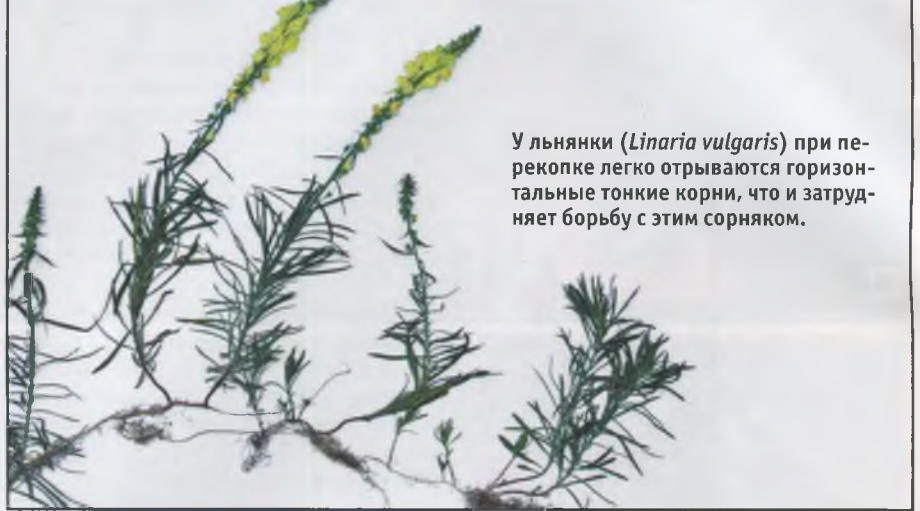 У льнянки (Linaria vulgaris) при пе-
рекопке легко отрываются горизон-
тальные тонкие корни, что и затруд-
няет борьбу с этим сорняком.